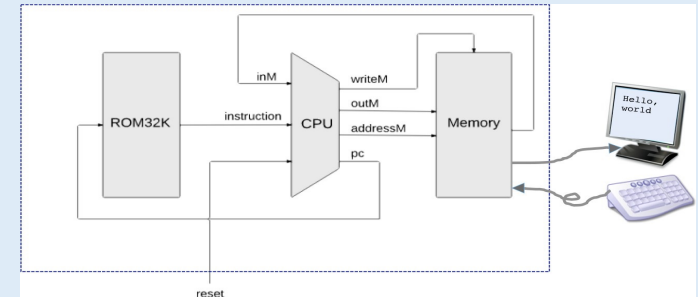 inM
writeM
outM
ROM32K
instruction
CPU
addressM
Memory
pc
reset
Hello,
world